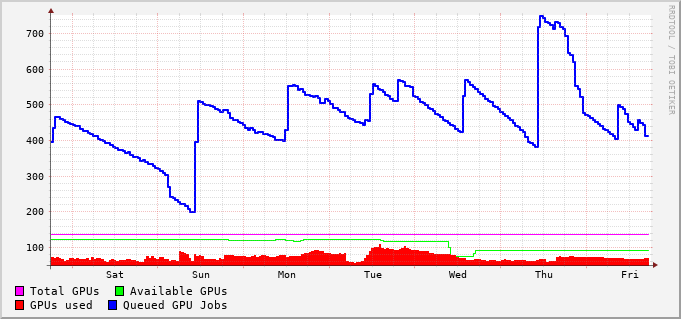 RRDTOOL / TOBI OETIKER
700
600
500
400
300
200
100
Sat Sun Mon Tue Wed Thu Fri
Total GPUs Available GPUs
GPUs used Queued GPU Jobs